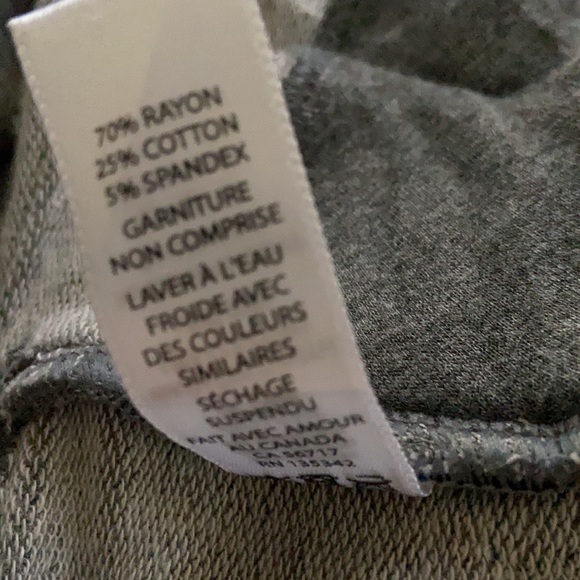 70% RAYON
25% COTTON
5% SPANDEX
GARNITURE
NON COMPRISE
LAVER À L'EAU
FROIDE AVEC
DES COULEURS
SIMILAIRES
SÉCHAGE
SUSPENDU
FAIT AVEC AMOUR
AU CANADA
CA 56717
RN 135342